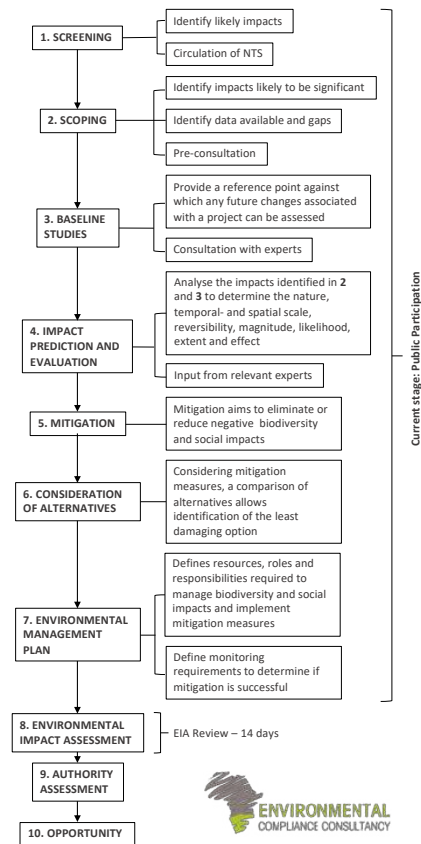 1. SCREENING
Identify likely impacts
Circulation of NTS
2. SCOPING
Identify impacts likely to be significant
Identify data available and gaps
Pre-consultation
3. BASELINE
STUDIES
Provide a reference point against
which any future changes associated
with a project can be assessed
Consultation with experts
4. IMPACT
PREDICTION AND
EVALUATION
Analyse the impacts identified in 2
and 3 to determine the nature,
temporal- and spatial scale,
reversibility, magnitude, likelihood,
extent and effect
Input from relevant experts
5. MITIGATION
Mitigation aims to eliminate or
reduce negative biodiversity
and social impacts
6. CONSIDERATION
OF ALTERNATIVES
Considering mitigation
measures, a comparison of
alternatives allows
identification of the least
damaging option
7. ENVIRONMENTAL
MANAGEMENT
PLAN
Defines resources, roles and
responsibilities required to
manage biodiversity and social
impacts and implement
mitigation measures
Define monitoring
requirements to determine if
mitigation is successful
Current stage: Public Participation
8. ENVIRONMENTAL
IMPACT ASSESSMENT
EIA Review – 14 days
9. AUTHORITY
ASSESSMENT
10. OPPORTUNITY
ENVIRONMENTAL
COMPLIANCE CONSULTANCY